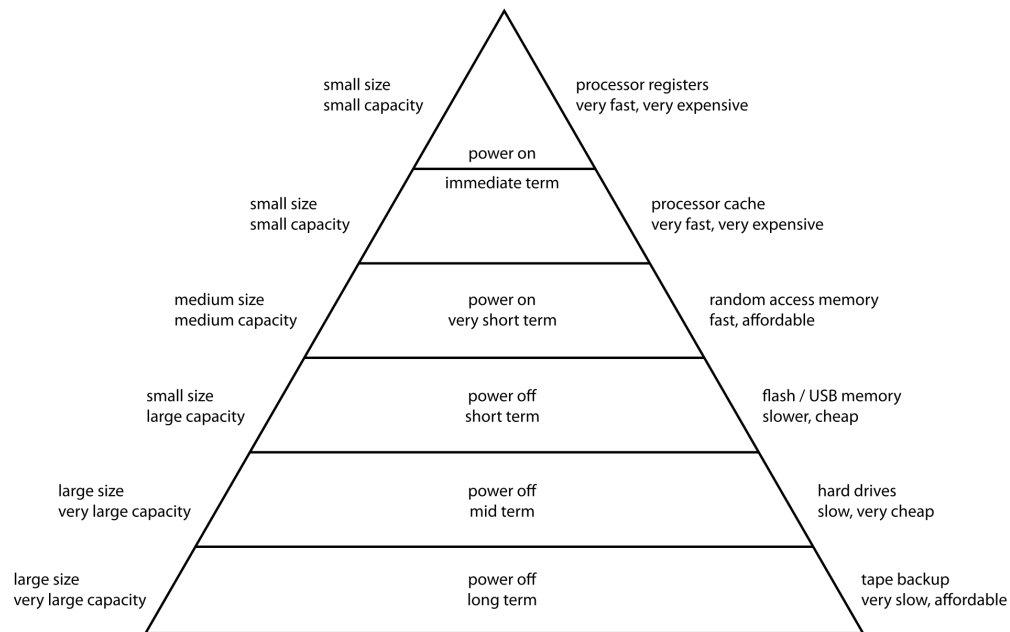 small size
small capacity
processor registers
very fast, very expensive
power on
immediate term
small size
small capacity
processor cache
very fast, very expensive
medium size
medium capacity
power on
very short term
random access memory
fast, affordable
small size
large capacity
power off
short term
flash / USB memory
slower, cheap
large size
very large capacity
power off
mid term
hard drives
slow, very cheap
large size
very large capacity
power off
long term
tape backup
very slow, affordable